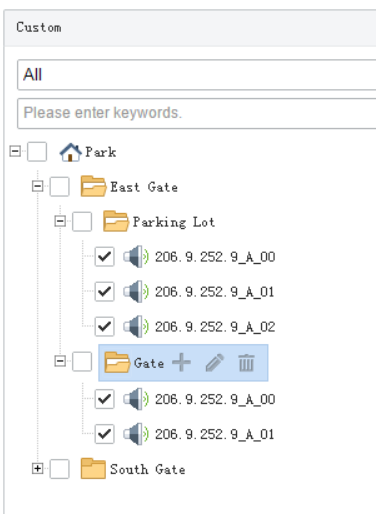 Custom
All
Please enter keywords.
Park
East Gate
Parking Lot
206.9.252.9_A_00
206.9.252.9_A_01
206.9.252.9_A_02
Gate
206.9.252.9_A_00
206.9.252.9_A_01
South Gate